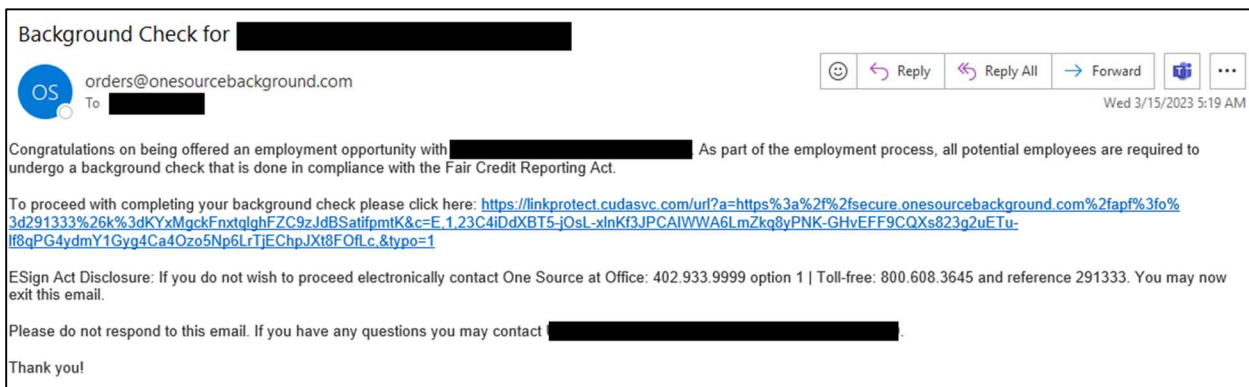 Background Check for
OS
orders@onesourcebackground.com
To
Reply
Reply All
Forward
Wed 3/15/2023 5:19 AM
Congratulations on being offered an employment opportunity with . As part of the employment process, all potential employees are required to
undergo a background check that is done in compliance with the Fair Credit Reporting Act.
To proceed with completing your background check please click here: https://linkprotect.cudasvc.com/url?a=https%3a%2f%2fsecure.onesourcebackground.com%2fapf%3fo%
3d291333%26k%3dKYxMgckFnxtqlghFZC9zJdBSatifpmtK&c=E,1,23C4iDdXBT5-jOsL-xlnKf3JPCAIWWA6LmZkq8yPNK-GHvEFF9CQXs823g2uETu-
lf8qPG4ydmY1Gyg4Ca4Ozo5Np6LrTjEChpJXt8FOfLc,&typo=1
ESign Act Disclosure: If you do not wish to proceed electronically contact One Source at Office: 402.933.9999 option 1 | Toll-free: 800.608.3645 and reference 291333. You may now
exit this email.
Please do not respond to this email. If you have any questions you may contact .
Thank you!